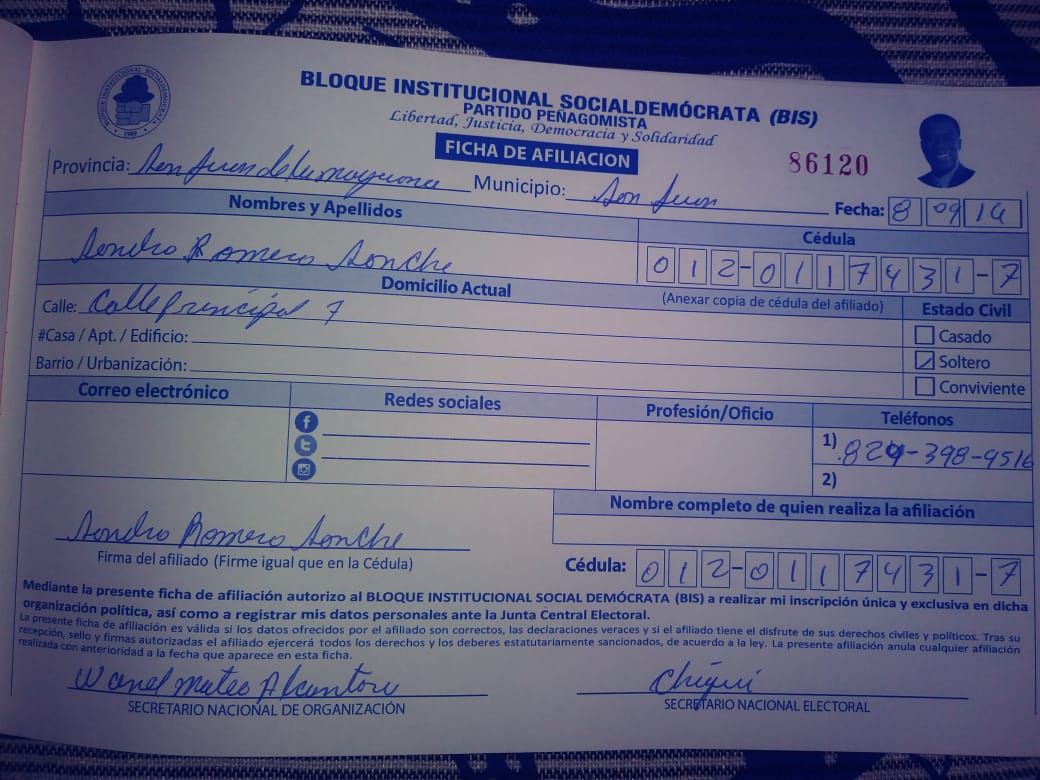 BLOQUE INSTITUCIONAL SOCIALDEMÓCRATA (BIS)
PARTIDO PEÑAGOMISTA
Libertad, Justicia, Democracia y Solidaridad
FICHA DE AFILIACION
86120
BLOQUE INSTITUCIONAL SOCIALDEMOCRATA
1989
Provincia: San Juan de la maguana Municipio: San Juan
Fecha: 8 09 19
Nombres y Apellidos
Cédula
Sandro Romero Sanche
012-0117431-7
Domicilio Actual
(Anexar copia de cédula del afiliado)
Estado Civil
Calle: Calle principal 7
Casado
#Casa / Apt. / Edificio:
Soltero
Barrio / Urbanización:
Conviviente
Correo electrónico
Redes sociales
Profesión/Oficio
Teléfonos
1) 829-398-9516
2)
Nombre completo de quien realiza la afiliación
Sandro Romero Sanche
Firma del afiliado (Firme igual que en la Cédula)
Cédula: 012-0117431-7
Mediante la presente ficha de afiliación autorizo al BLOQUE INSTITUCIONAL SOCIAL DEMÓCRATA (BIS) a realizar mi inscripción única y exclusiva en dicha
organización política, así como a registrar mis datos personales ante la Junta Central Electoral.
La presente ficha de afiliación es válida si los datos ofrecidos por el afiliado son correctos, las declaraciones veraces y si el afiliado tiene el disfrute de sus derechos civiles y políticos. Tras su
recepción, sello y firmas autorizadas el afiliado ejercerá todos los derechos y los deberes estatutariamente sancionados, de acuerdo a la ley. La presente afiliación anula cualquier afiliación
realizada con anterioridad a la fecha que aparece en esta ficha.
Wanel Mateo Alcantara
SECRETARIO NACIONAL DE ORGANIZACIÓN
Chiqui
SECRETARIO NACIONAL ELECTORAL